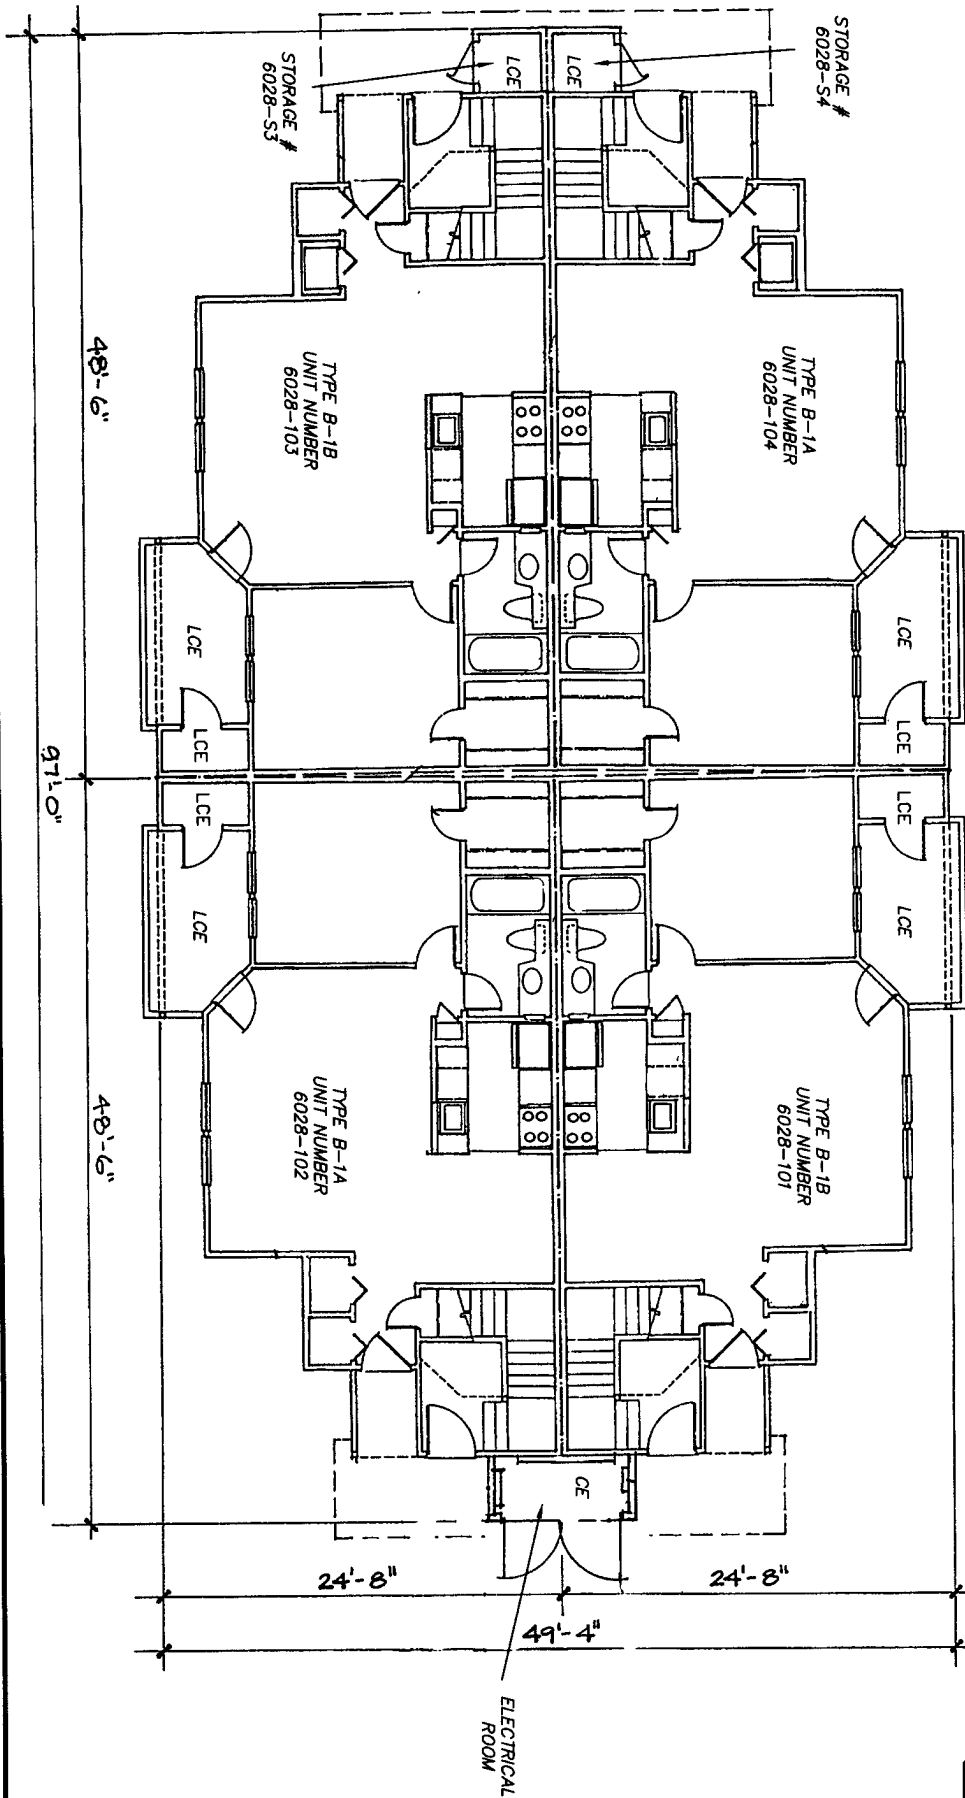 STORAGE #
6028-S4
STORAGE #
6028-S3
LCE
LCE
TYPE B-1A
UNIT NUMBER
6028-104
TYPE B-1B
UNIT NUMBER
6028-103
48'-6"
LCE
LCE
LCE
LCE
97'-0"
LCE
LCE
LCE
LCE
TYPE B-1B
UNIT NUMBER
6028-101
TYPE B-1A
UNIT NUMBER
6028-102
48'-6"
CE
24'-8"
24'-8"
49'-4"
ELECTRICAL
ROOM